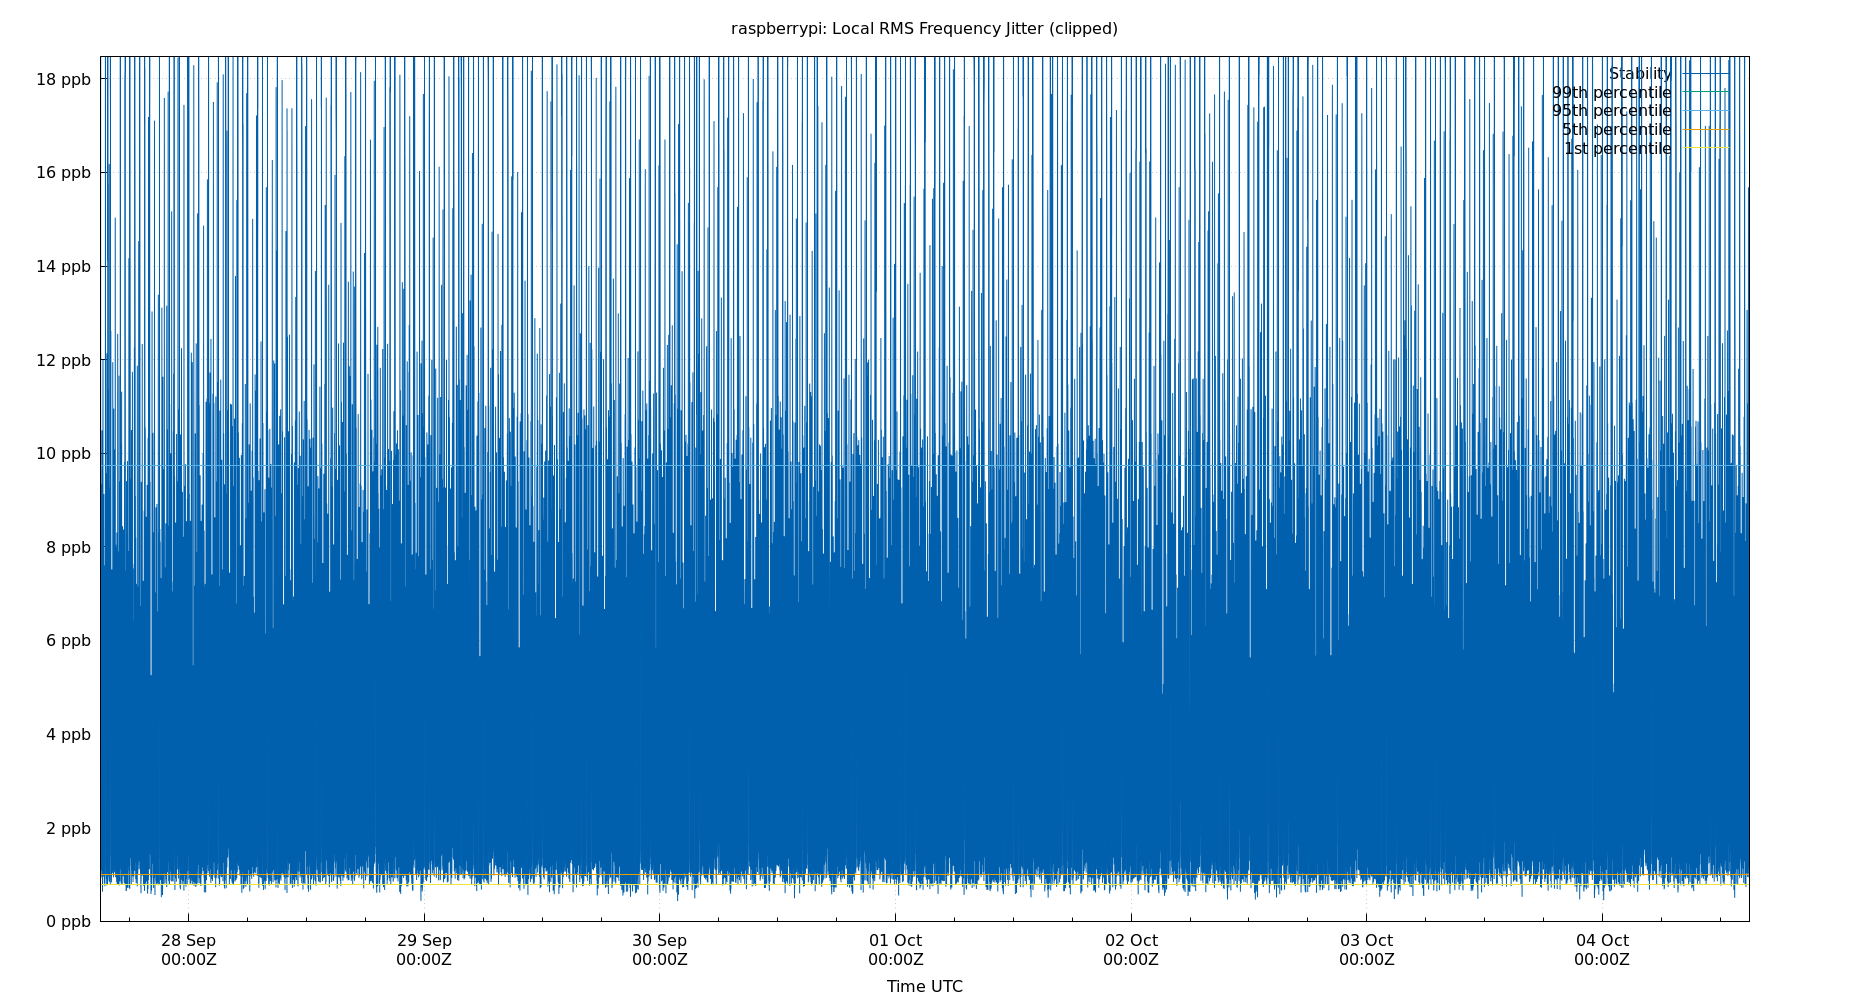 raspberrypi: Local RMS Frequency Jitter (clipped)
18 ppb
16 ppb
14 ppb
12 ppb
10 ppb
8 ppb
6 ppb
4 ppb
2 ppb
0 ppb
Stability
99th percentile
95th percentile
5th percentile
1st percentile
28 Sep
00:00Z
29 Sep
00:00Z
30 Sep
00:00Z
01 Oct
00:00Z
02 Oct
00:00Z
03 Oct
00:00Z
04 Oct
00:00Z
Time UTC